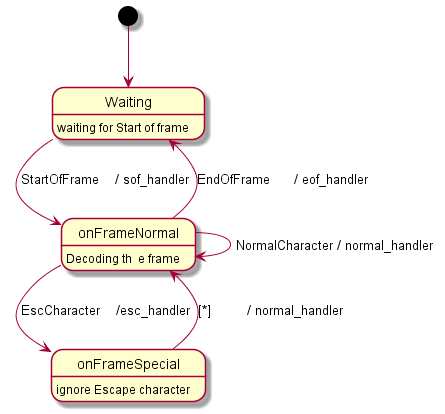 Waiting
waiting for Start of frame
StartOfFrame / sof_handler
EndOfFrame / eof_handler
onFrameNormal
Decoding th e frame
NormalCharacter / normal_handler
EscCharacter /esc_handler
[*] / normal_handler
onFrameSpecial
ignore Escape character